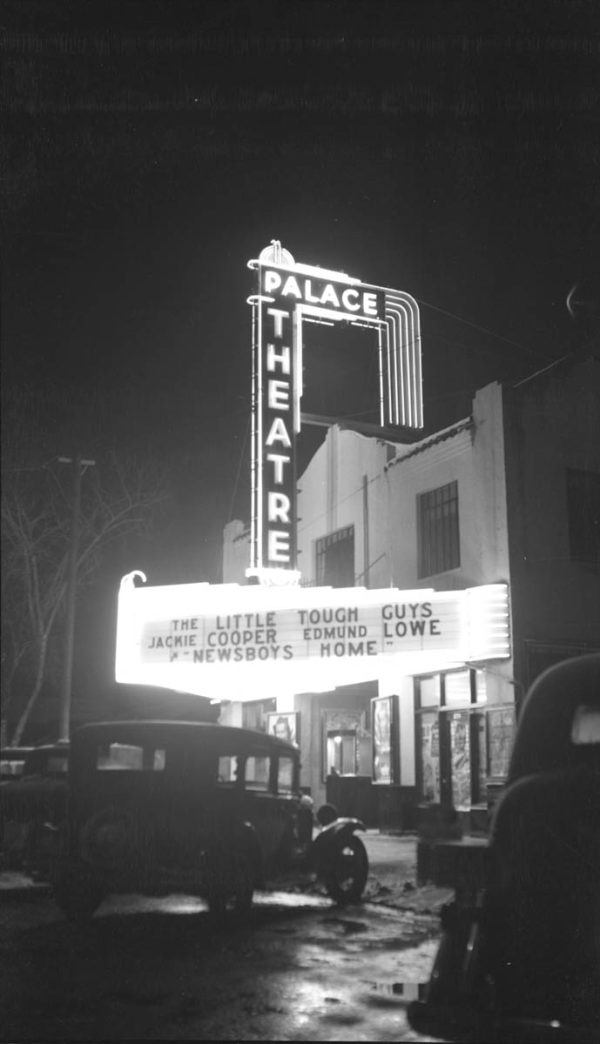 PALACE
THEATRE
THE LITTLE TOUGH GUYS
JACKIE COOPER EDMUND LOWE
"NEWSBOYS HOME"